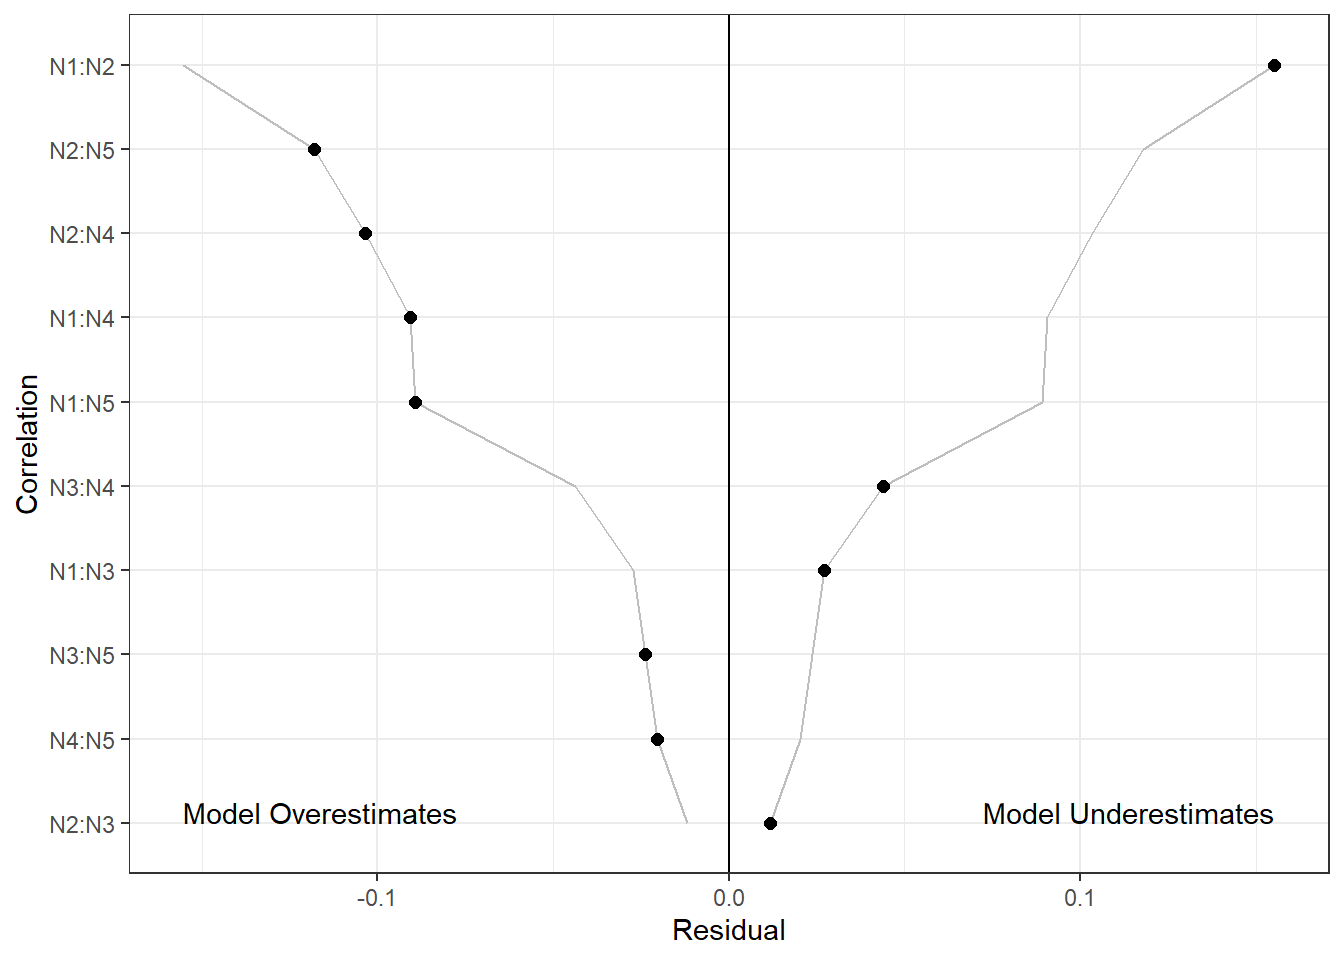 N1:N2
N2:N5
N2:N4
N1:N4
N1:N5
N3:N4
N1:N3
N3:N5
N4:N5
N2:N3
Correlation
Model Overestimates
Model Underestimates
-0.1
0.0
0.1
Residual